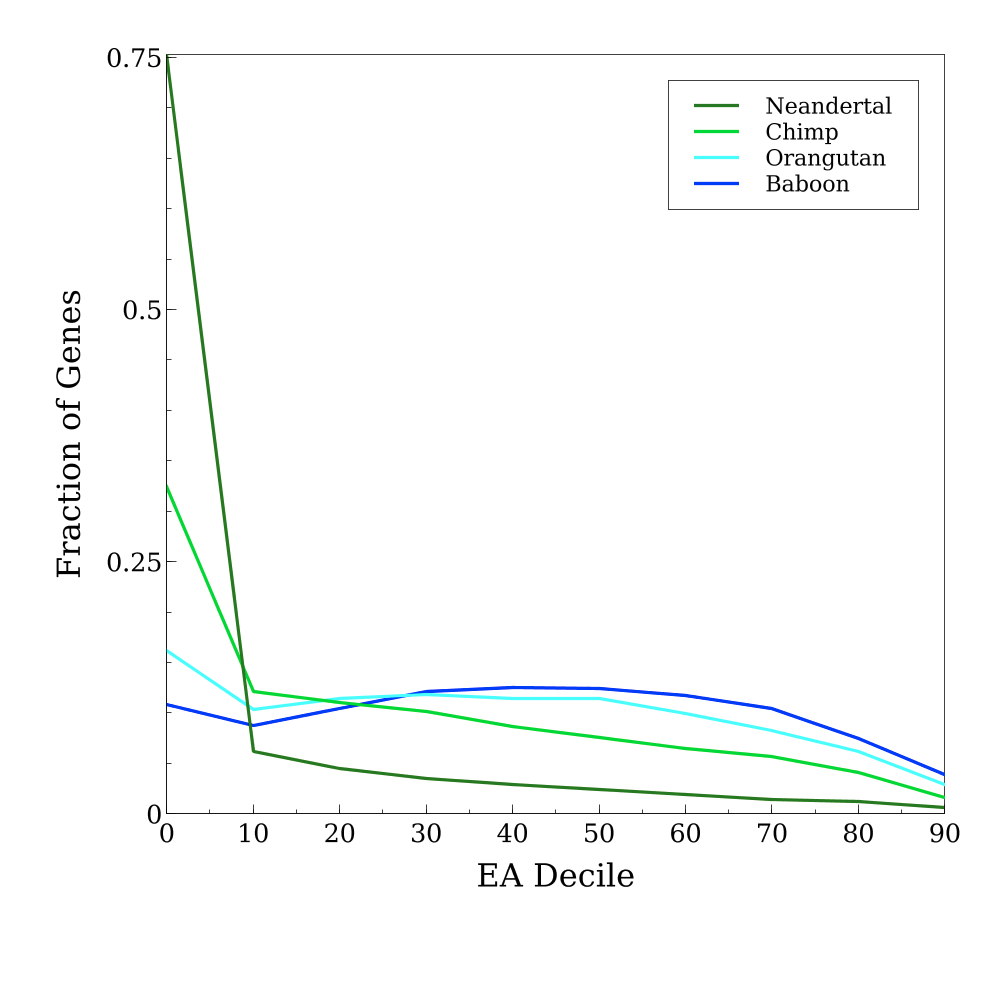 0.75
0.5
0.25
0
Fraction of Genes
Neandertal
Chimp
Orangutan
Baboon
0 10 20 30 40 50 60 70 80 90
EA Decile